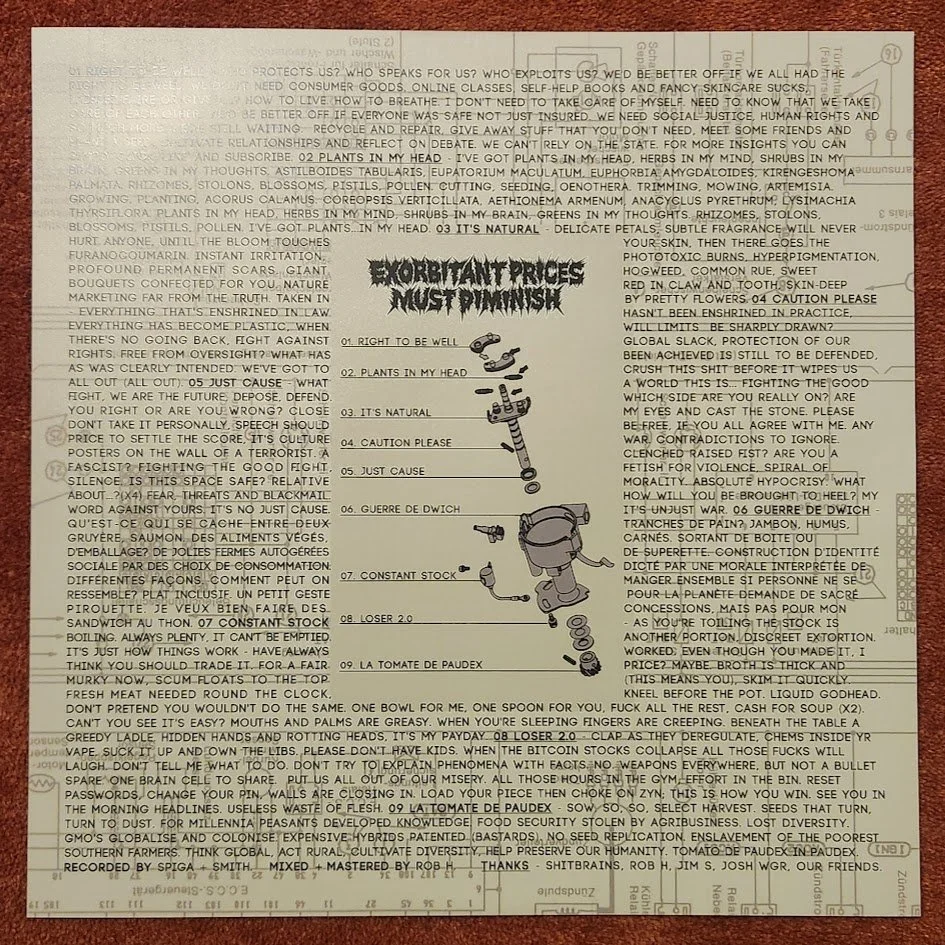 01 RIGHT TO BE WELL - WHO PROTECTS US? WHO SPEAKS FOR US? WHO EXPLOITS US? WE'D BE BETTER OFF IF WE ALL HAD THE
RIGHT TO BE WELL. WE DON'T NEED CONSUMER GOODS, ONLINE CLASSES, SELF-HELP BOOKS AND FANCY SKINCARE SUCKS,
HOW TO LIVE, HOW TO BREATHE. I DON'T NEED TO TAKE CARE OF MYSELF. NEED TO KNOW THAT WE TAKE
CARE OF EACH OTHER. WE'D BE BETTER OFF IF EVERYONE WAS SAFE NOT JUST INSURED. WE NEED SOCIAL JUSTICE, HUMAN RIGHTS AND
STILL WAITING. RECYCLE AND REPAIR, GIVE AWAY STUFF THAT YOU DON'T NEED, MEET SOME FRIENDS AND
CULTIVATE RELATIONSHIPS AND REFLECT ON DEBATE. WE CAN'T RELY ON THE STATE. FOR MORE INSIGHTS YOU CAN
AND SUBSCRIBE. 02 PLANTS IN MY HEAD - I'VE GOT PLANTS IN MY HEAD, HERBS IN MY MIND, SHRUBS IN MY
BRAIN, GREENS IN MY THOUGHTS, ASTILBOIDES TABULARIS, EUPATORIUM MACULATUM, EUPHORBIA AMYGDALOIDES, KIRENGESHOMA
PALMATA, RHIZOMES, STOLONS, BLOSSOMS, PISTILS, POLLEN. CUTTING, SEEDING, OENOTHERA. TRIMMING, MOWING, ARTEMISIA.
GROWING, PLANTING, ACORUS CALAMUS. COREOPSIS VERTICILLATA, AETHIONEMA ARMENUM, ANACYCLUS PYRETHRUM, LYSIMACHIA
THYRSIFLORA. PLANTS IN MY HEAD, HERBS IN MY MIND, SHRUBS IN MY BRAIN, GREENS IN MY THOUGHTS. RHIZOMES, STOLONS,
BLOSSOMS, PISTILS, POLLEN. I'VE GOT PLANTS...IN MY HEAD. 03 IT'S NATURAL - DELICATE PETALS, SUBTLE FRAGRANCE, WILL NEVER
HURT ANYONE, UNTIL THE BLOOM TOUCHES YOUR SKIN, THEN THERE GOES THE
FURANOCOUMARIN. INSTANT IRRITATION, PHOTOTOXIC BURNS, HYPERPIGMENTATION,
PROFOUND PERMANENT SCARS. GIANT HOGWEED, COMMON RUE, SWEET
BOUQUETS CONFECTED FOR YOU. NATURE RED IN CLAW AND TOOTH, SKIN-DEEP
MARKETING FAR FROM THE TRUTH. TAKEN IN BY PRETTY FLOWERS. 04 CAUTION PLEASE
- EVERYTHING THAT'S ENSHRINED IN LAW HASN'T BEEN ENSHRINED IN PRACTICE,
EVERYTHING HAS BECOME PLASTIC, WHEN WILL LIMITS BE SHARPLY DRAWN?
THERE'S NO GOING BACK, FIGHT AGAINST GLOBAL SLACK, PROTECTION OF OUR
RIGHTS. FREE FROM OVERSIGHT? WHAT HAS BEEN ACHIEVED IS STILL TO BE DEFENDED,
AS WAS CLEARLY INTENDED. WE'VE GOT TO CRUSH THIS SHIT BEFORE IT WIPES US
ALL OUT (ALL OUT). 05 JUST CAUSE - WHAT A WORLD THIS IS... FIGHTING THE GOOD
FIGHT, WE ARE THE FUTURE, DEPOSE, DEFEND. WHICH SIDE ARE YOU REALLY ON? ARE
YOU RIGHT OR ARE YOU WRONG? CLOSE MY EYES AND CAST THE STONE. PLEASE
DON'T TAKE IT PERSONALLY, SPEECH SHOULD BE FREE, IF YOU ALL AGREE WITH ME. ANY
PRICE TO SETTLE THE SCORE, IT'S CULTURE WAR. CONTRADICTIONS TO IGNORE.
POSTERS ON THE WALL OF A TERRORIST. A CLENCHED RAISED FIST? ARE YOU A
FASCIST? FIGHTING THE GOOD FIGHT, FETISH FOR VIOLENCE, SPIRAL OF
SILENCE. IS THIS SPACE SAFE? RELATIVE MORALITY. ABSOLUTE HYPOCRISY. WHAT
ABOUT...?(X4) FEAR, THREATS AND BLACKMAIL HOW WILL YOU BE BROUGHT TO HEEL? MY
WORD AGAINST YOURS. IT'S NO JUST CAUSE. IT'S UNJUST WAR. 06 GUERRE DE DWICH -
QU'EST-CE QUI SE CACHE ENTRE DEUX TRANCHES DE PAIN? JAMBON, HUMUS,
GRUYÈRE, SAUMON, DES ALIMENTS VÉGÉS, CARNÉS. SORTANT DE BOITE OU
D'EMBALLAGE? DE JOLIES FERMES AUTOGÉRÉES DE SUPERETTE. CONSTRUCTION D'IDENTITÉ
SOCIALE PAR DES CHOIX DE CONSOMMATION. DICTÉ PAR UNE MORALE INTERPRÉTÉE DE
DIFFÉRENTES FAÇONS. COMMENT PEUT ON MANGER ENSEMBLE SI PERSONNE NE SE
RESSEMBLE? PLAT INCLUSIF. UN PETIT GESTE POUR LA PLANÈTE DEMANDE DE SACRÉ
PIROUETTE. JE VEUX BIEN FAIRE DES CONCESSIONS, MAIS PAS POUR MON
SANDWICH AU THON. 07 CONSTANT STOCK - AS YOU'RE TOILING THE STOCK IS
BOILING. ALWAYS PLENTY, IT CAN'T BE EMPTIED. ANOTHER PORTION, DISCREET EXTORTION.
IT'S JUST HOW THINGS WORK - HAVE ALWAYS WORKED. EVEN THOUGH YOU MADE IT, I
THINK YOU SHOULD TRADE IT. FOR A FAIR PRICE? MAYBE. BROTH IS THICK AND
MURKY NOW, SCUM FLOATS TO THE TOP (THIS MEANS YOU), SKIM IT QUICKLY.
FRESH MEAT NEEDED ROUND THE CLOCK, KNEEL BEFORE THE POT. LIQUID GODHEAD.
EXORBITANT PRICES
MUST DIMINISH
01. RIGHT TO BE WELL
02. PLANTS IN MY HEAD
03. IT'S NATURAL
04. CAUTION PLEASE
05. JUST CAUSE
06. GUERRE DE DWICH
07. CONSTANT STOCK
08. LOSER 2.0
09. LA TOMATE DE PAUDEX
DON'T PRETEND YOU WOULDN'T DO THE SAME. ONE BOWL FOR ME, ONE SPOON FOR YOU, FUCK ALL THE REST, CASH FOR SOUP (X2).
CAN'T YOU SEE IT'S EASY? MOUTHS AND PALMS ARE GREASY. WHEN YOU'RE SLEEPING FINGERS ARE CREEPING. BENEATH THE TABLE A
GREEDY LADLE, HIDDEN HANDS AND ROTTING HEADS, IT'S MY PAYDAY. 08 LOSER 2.0 - CLAP AS THEY DEREGULATE, CHEMS INSIDE YR
VAPE. SUCK IT UP AND OWN THE LIBS. PLEASE DON'T HAVE KIDS. WHEN THE BITCOIN STOCKS COLLAPSE ALL THOSE FUCKS WILL
LAUGH. DON'T TELL ME WHAT TO DO. DON'T TRY TO EXPLAIN PHENOMENA WITH FACTS. NO WEAPONS EVERYWHERE, BUT NOT A BULLET
SPARE. ONE BRAIN CELL TO SHARE, PUT US ALL OUT OF OUR MISERY. ALL THOSE HOURS IN THE GYM, EFFORT IN THE BIN. RESET
PASSWORDS, CHANGE YOUR PIN, WALLS ARE CLOSING IN. LOAD YOUR PIECE THEN CHOKE ON ZYN, THIS IS HOW YOU WIN. SEE YOU IN
THE MORNING HEADLINES. USELESS WASTE OF FLESH. 09 LA TOMATE DE PAUDEX - SOW, SO, SO, SELECT HARVEST. SEEDS THAT TURN,
TURN TO DUST. FOR MILLENNIA PEASANTS DEVELOPED KNOWLEDGE. FOOD SECURITY STOLEN BY AGRIBUSINESS. LOST DIVERSITY.
GMO'S GLOBALISE AND COLONISE. EXPENSIVE HYBRIDS PATENTED. (BASTARDS). NO SEED REPLICATION. ENSLAVEMENT OF THE POOREST
SOUTHERN FARMERS. THINK GLOBAL, ACT RURAL, CULTIVATE DIVERSITY, HELP PRESERVE OUR HUMANITY. TOMATO DE PAUDEX IN PAUDEX.
RECORDED BY SPIGA + SMITH. MIXED + MASTERED BY ROB H. THANKS - SHITBRAINS, ROB H, JIM S, JOSH WGR, OUR FRIENDS.
E.C.C.S.-Steuergerät
Zündspule